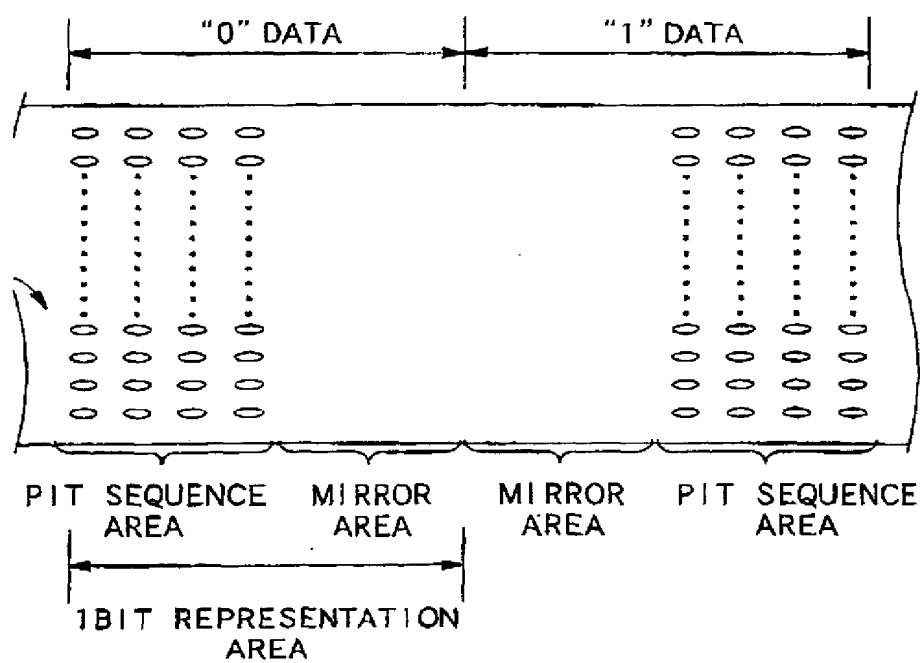 “0” DATA
“1” DATA
PIT SEQUENCE AREA
MIRROR AREA
MIRROR AREA
PIT SEQUENCE AREA
1BIT REPRESENTATION AREA